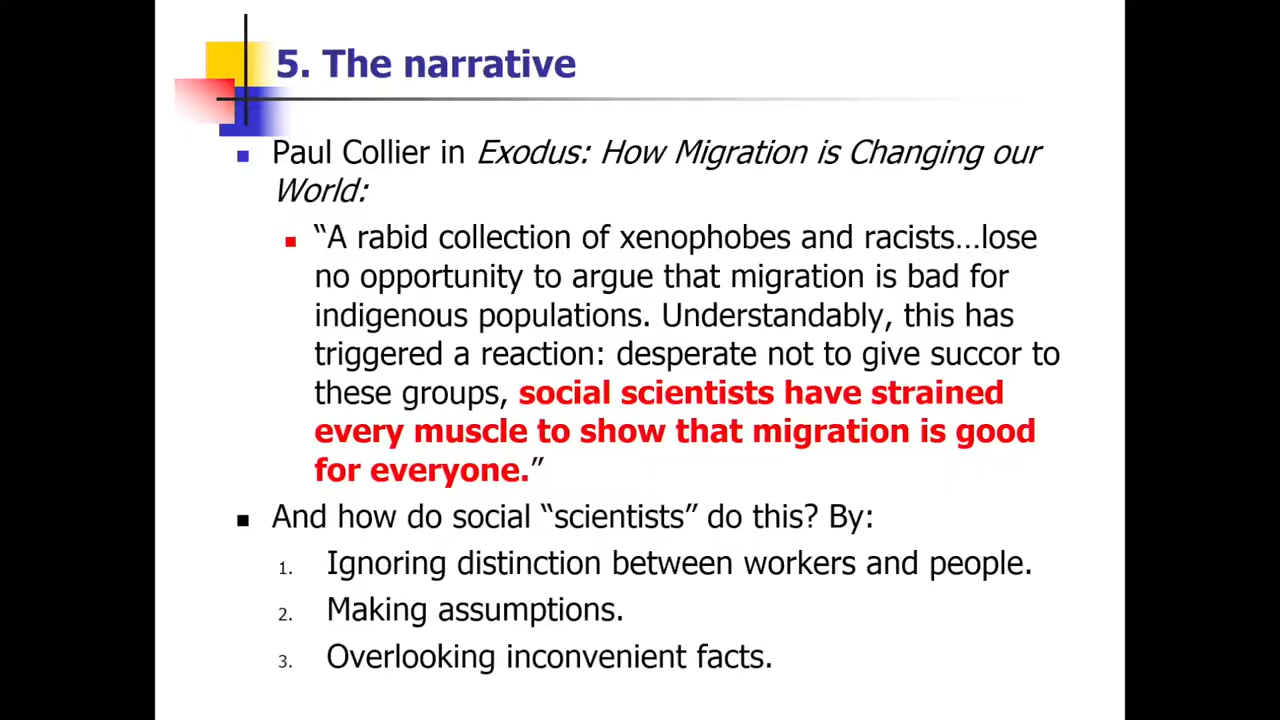 5. The narrative
Paul Collier in Exodus: How Migration is Changing our
World:
“A rabid collection of xenophobes and racists…lose
no opportunity to argue that migration is bad for
indigenous populations. Understandably, this has
triggered a reaction: desperate not to give succor to
these groups, social scientists have strained
every muscle to show that migration is good
for everyone.”
And how do social “scientists” do this? By:
1. Ignoring distinction between workers and people.
2. Making assumptions.
3. Overlooking inconvenient facts.